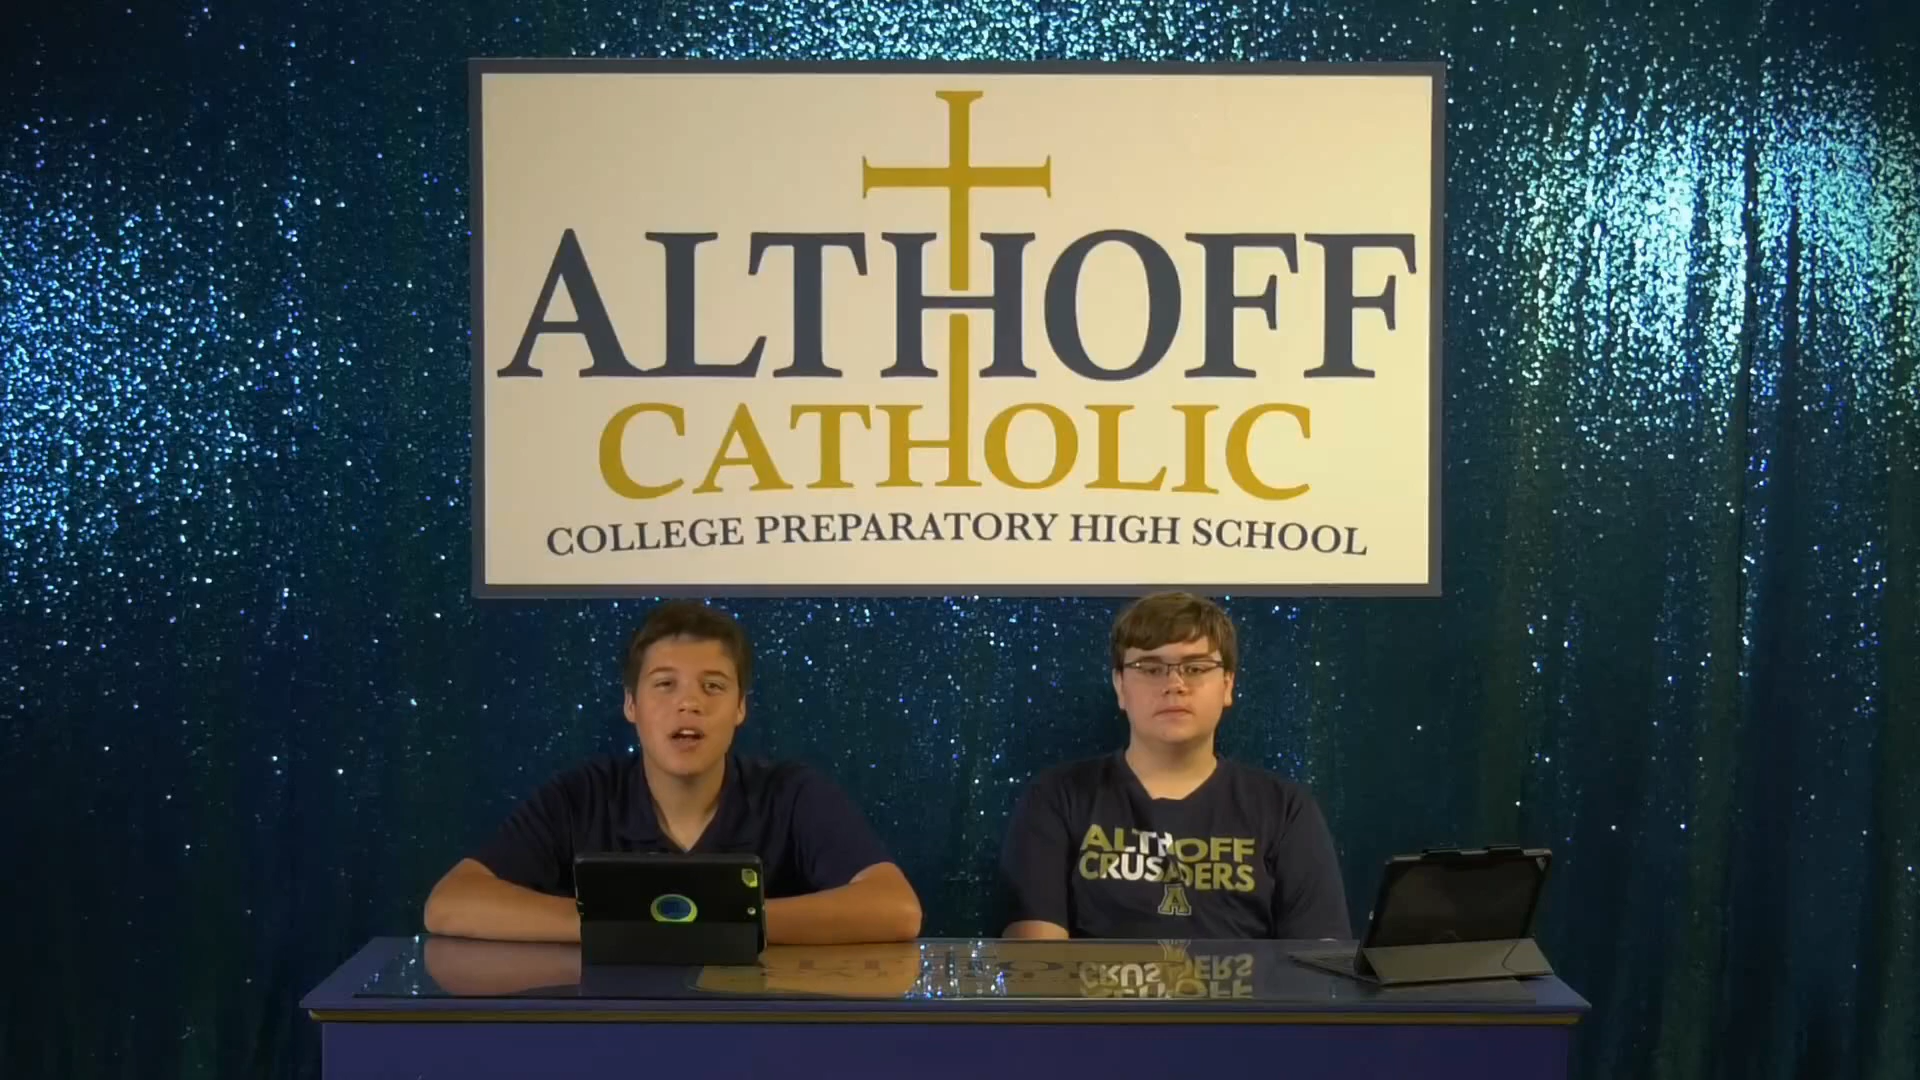 ALTHOFF
CATHOLIC
COLLEGE PREPARATORY HIGH SCHOOL
ALTHOFF
CRUSADERS
A